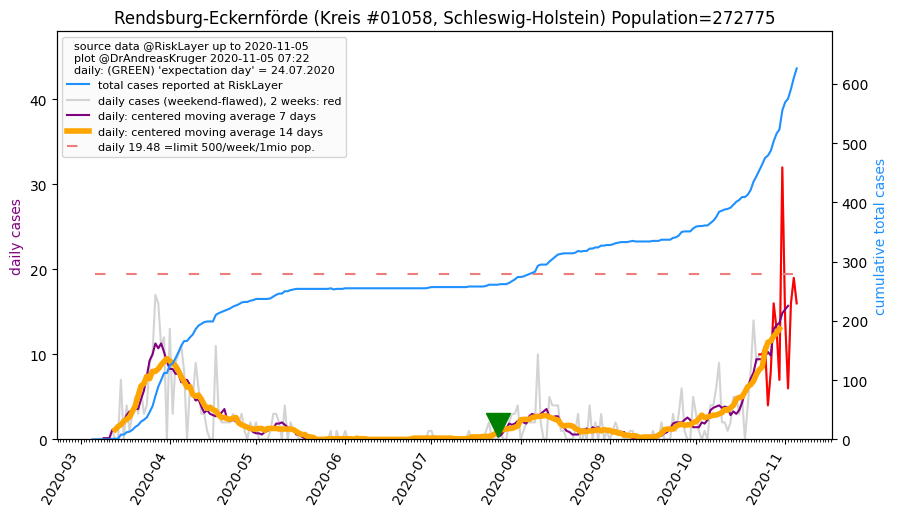 Rendsburg-Eckernförde (Kreis #01058, Schleswig-Holstein) Population=272775
source data @RiskLayer up to 2020-11-05
plot @DrAndreasKruger 2020-11-05 07:22
daily: (GREEN) 'expectation day' = 24.07.2020
total cases reported at RiskLayer
daily cases (weekend-flawed), 2 weeks: red
daily: centered moving average 7 days
daily: centered moving average 14 days
daily 19.48 =limit 500/week/1mio pop.
daily cases
0
10
20
30
40
cumulative total cases
0
100
200
300
400
500
600
2020-03
2020-04
2020-05
2020-06
2020-07
2020-08
2020-09
2020-10
2020-11